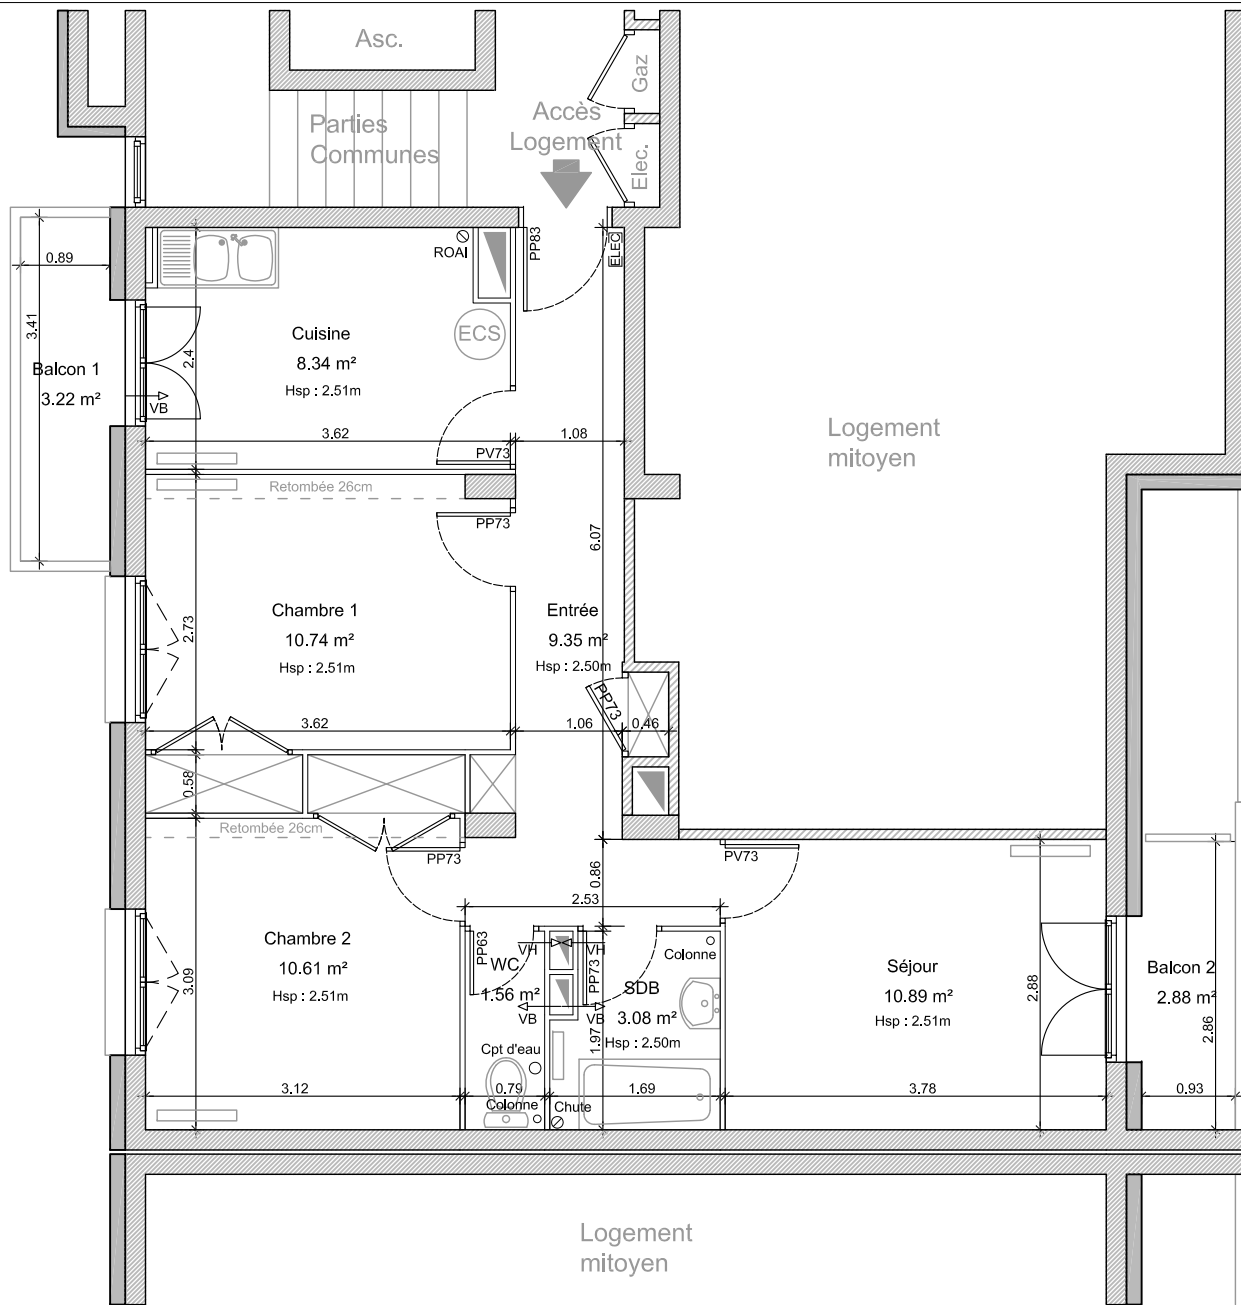 Asc.
Gaz
Accès
Logement
Parties
Communes
Elec.
ROAI
PP83
ELEC
0.89
3.41
Cuisine
8.34 m²
Hsp : 2.51m
ECS
2.4
Balcon 1
3.22 m²
VB
3.62
1.08
PV73
Logement
mitoyen
Retombée 26cm
PP73
6.07
Chambre 1
10.74 m²
Hsp : 2.51m
2.73
Entrée
9.35 m²
Hsp : 2.50m
PP73
3.62
1.06
0.46
0.58
Retombée 26cm
PP73
0.86
PV73
2.53
Chambre 2
10.61 m²
Hsp : 2.51m
3.09
PP63
VH
VH
WC
1.56 m²
VB
VB
PP73
Colonne
SDB
3.08 m²
Hsp : 2.50m
1.97
Séjour
10.89 m²
Hsp : 2.51m
2.88
Balcon 2
2.88 m²
2.86
Cpt d'eau
3.12
0.79
1.69
3.78
0.93
Colonne
Chute
Logement
mitoyen